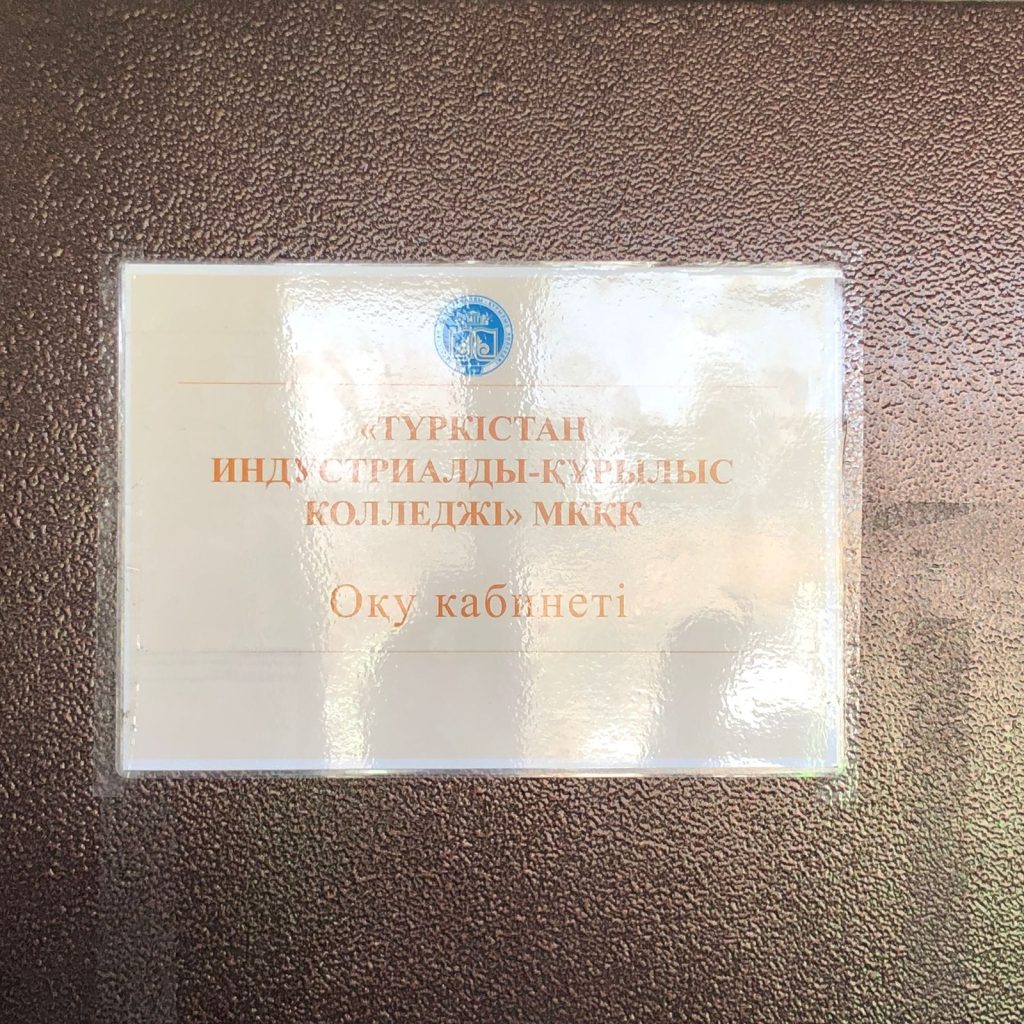 «ТҮРКІСТАН
ИНДУСТРИАЛДЫ-ҚҰРЫЛЫС
КОЛЛЕДЖІ» МКҚК
Оқу кабинеті